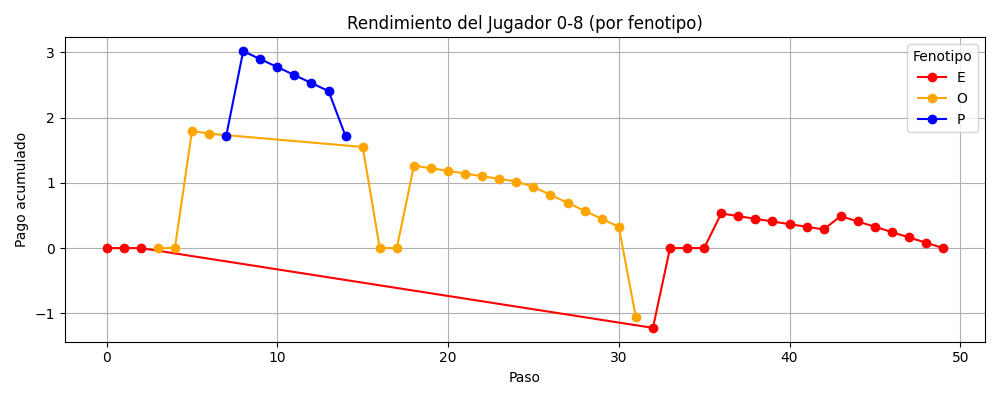 Rendimiento del Jugador 0-8 (por fenotipo)
Pago acumulado
3
2
1
0
−1
Fenotipo
E
O
P
0
10
20
30
40
50
Paso